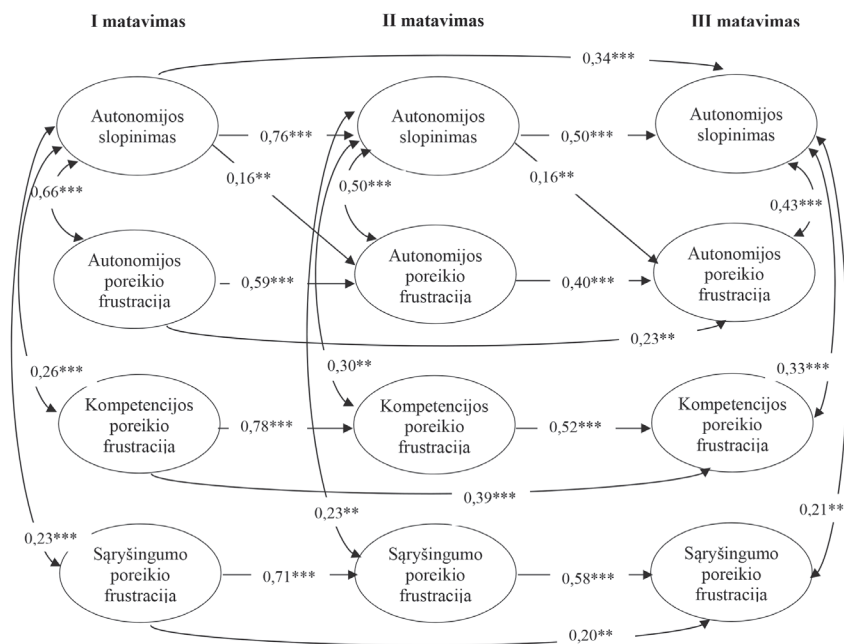 I matavimas II matavimas III matavimas
0,34***
Autonomijos slopinimas
0,76***
Autonomijos slopinimas
0,50***
Autonomijos slopinimas
0,66***
0,16**
0,50***
0,16**
0,43***
Autonomijos poreikio frustracija
0,59***
Autonomijos poreikio frustracija
0,40***
Autonomijos poreikio frustracija
0,23**
0,26***
0,30**
0,33***
Kompetencijos poreikio frustracija
0,78***
Kompetencijos poreikio frustracija
0,52***
Kompetencijos poreikio frustracija
0,39***
0,23***
0,23**
0,21**
Sąryšingumo poreikio frustracija
0,71***
Sąryšingumo poreikio frustracija
0,58***
Sąryšingumo poreikio frustracija
0,20**